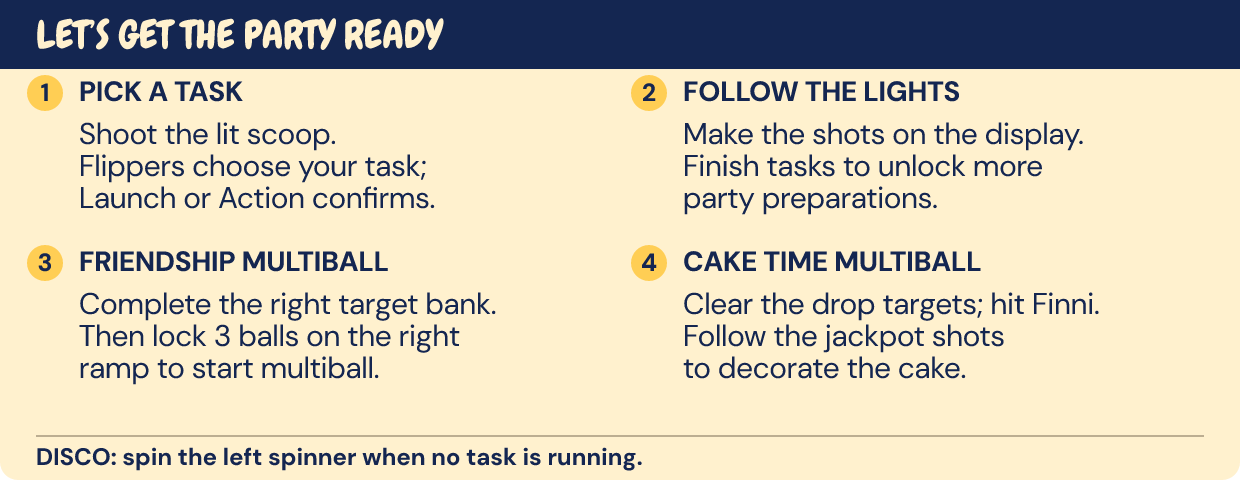 LET'S GET THE PARTY READY
1 PICK A TASK
Shoot the lit scoop.
Flippers choose your task;
Launch or Action confirms.
2 FOLLOW THE LIGHTS
Make the shots on the display.
Finish tasks to unlock more
party preparations.
3 FRIENDSHIP MULTIBALL
Complete the right target bank.
Then lock 3 balls on the right
ramp to start multiball.
4 CAKE TIME MULTIBALL
Clear the drop targets; hit Finni.
Follow the jackpot shots
to decorate the cake.
DISCO: spin the left spinner when no task is running.